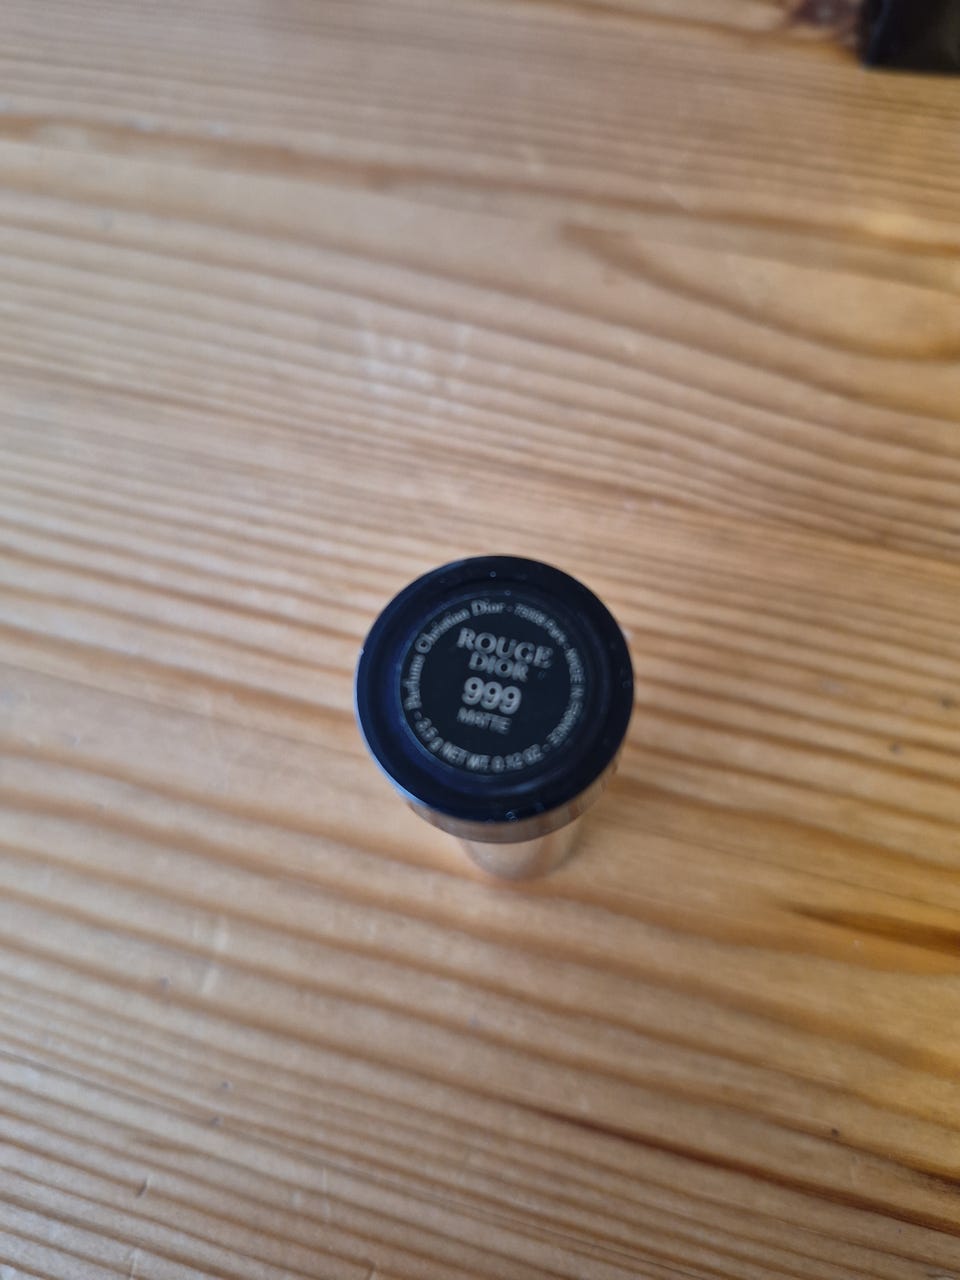 ROUGE
DIOR
999
MATTE
Parfums Christian Dior - 75008 Paris - MADE IN FRANCE - 3.5 g NET WT. 0.12 OZ -